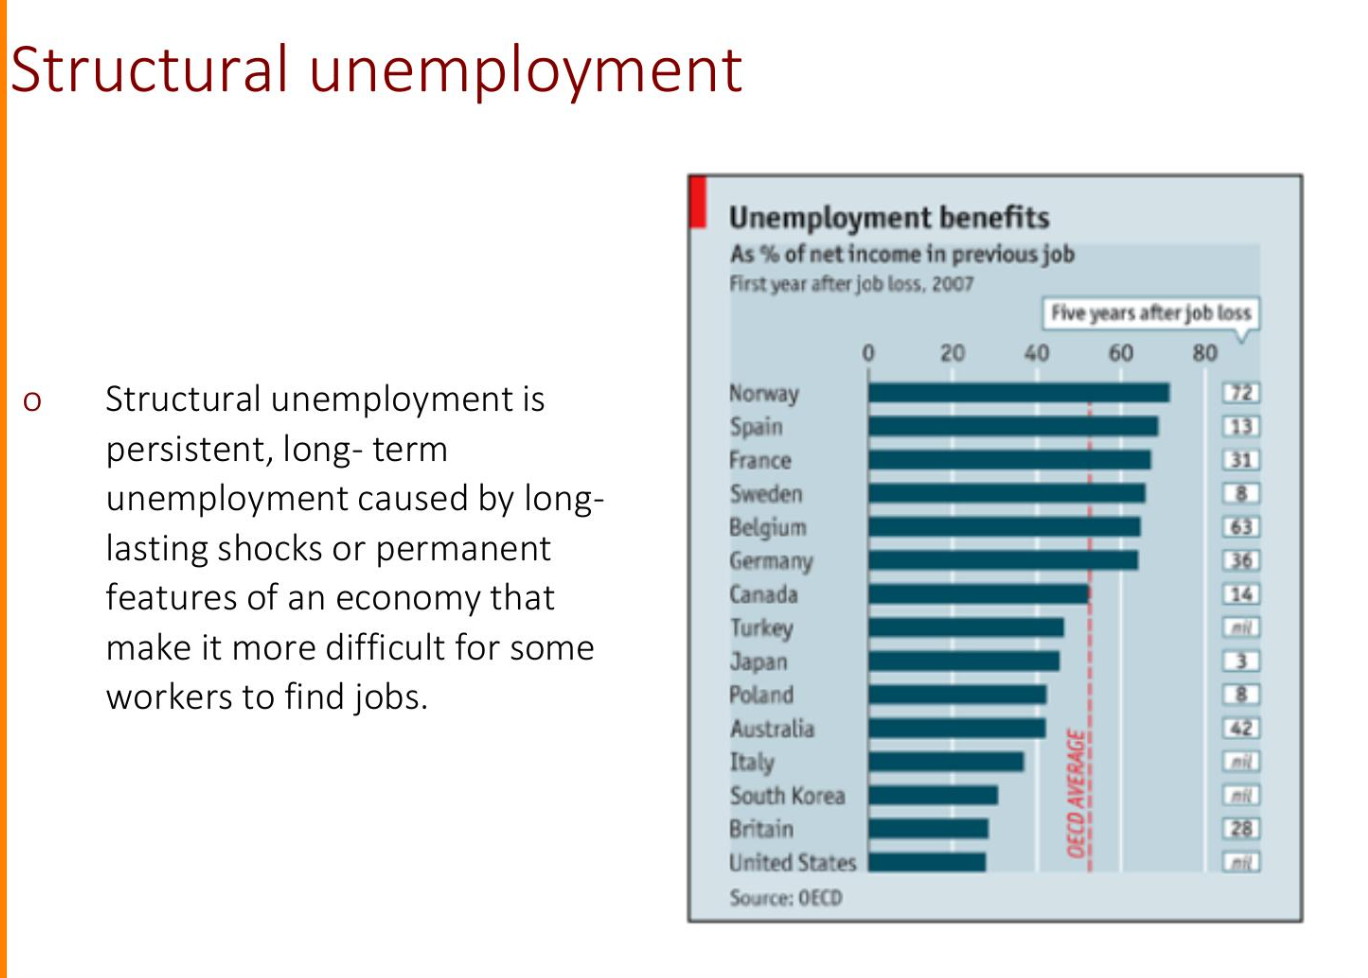 Structural unemployment
o Structural unemployment is
persistent, long- term
unemployment caused by long-
lasting shocks or permanent
features of an economy that
make it more difficult for some
workers to find jobs.
Unemployment benefits
As % of net income in previous job
First year after job loss, 2007
Five years after job loss
0 20 40 60 80
Norway 72
Spain 13
France 31
Sweden 8
Belgium 63
Germany 36
Canada 14
Turkey nil
Japan 3
Poland 8
Australia 42
Italy nil
South Korea nil
Britain 28
United States nil
OECD AVERAGE
Source: OECD